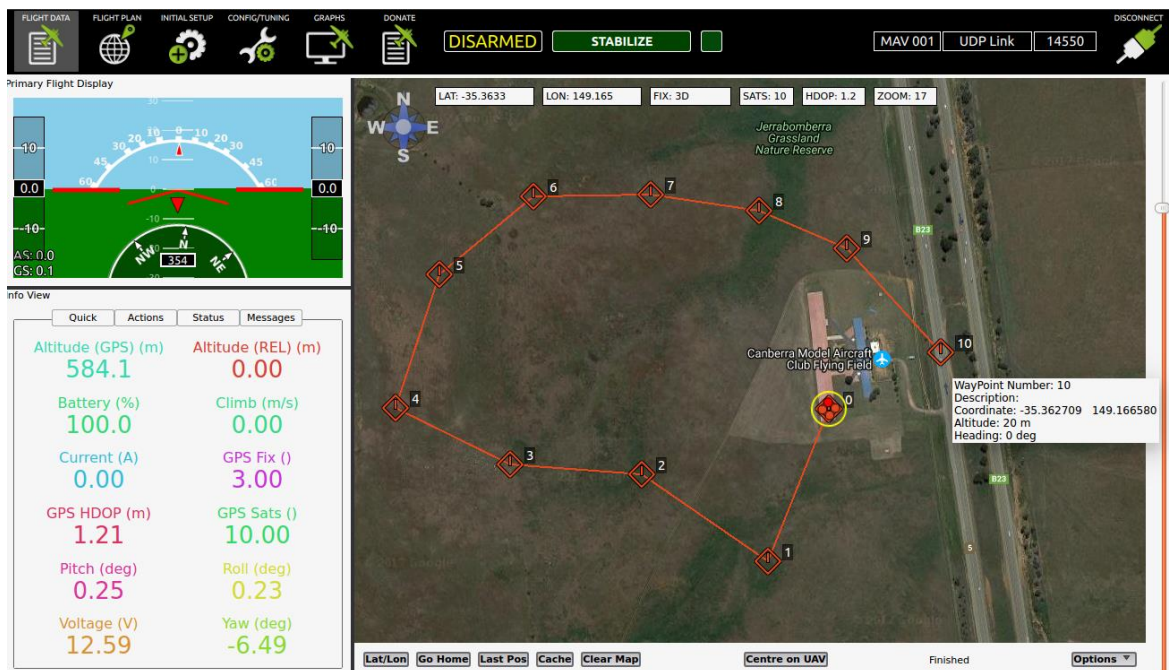 FLIGHT DATA
FLIGHT PLAN
INITIAL SETUP
CONFIG/TUNING
GRAPHS
DONATE
DISARMED
STABILIZE
MAV 001
UDP Link
14550
DISCONNECT
Primary Flight Display
30
20 10 0 10 20
30 30
45 45
60 60
10
0
-10
-10
-10
0.0
0.0
-10
-10
AS: 0.0
GS: 0.1
NW
N
NE
354
nfo View
Quick
Actions
Status
Messages
Altitude (GPS) (m)
584.1
Altitude (REL) (m)
0.00
Battery (%)
100.0
Climb (m/s)
0.00
Current (A)
0.00
GPS Fix ()
3.00
GPS HDOP (m)
1.21
GPS Sats ()
10.00
Pitch (deg)
0.25
Roll (deg)
0.23
Voltage (V)
12.59
Yaw (deg)
-6.49
N
W E
S
LAT: -35.3633
LON: 149.165
FIX: 3D
SATS: 10
HDOP: 1.2
ZOOM: 17
Jerrabomberra
Grassland
Nature Reserve
6
7
8
9
B23
5
10
Canberra Model Aircraft
Club Flying Field
4
0
WayPoint Number: 10
Description:
Coordinate: -35.362709 149.166580
Altitude: 20 m
Heading: 0 deg
3
2
B23
1
5
Lat/Lon
Go Home
Last Pos
Cache
Clear Map
Centre on UAV
Finished
Options